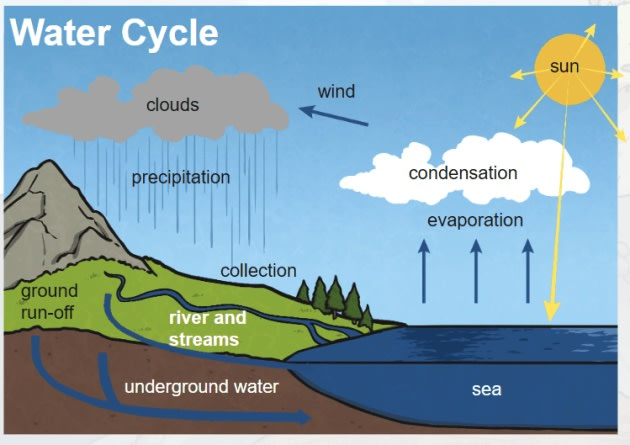 Water Cycle
sun
wind
clouds
condensation
precipitation
evaporation
collection
ground
run-off
river and
streams
underground water
sea